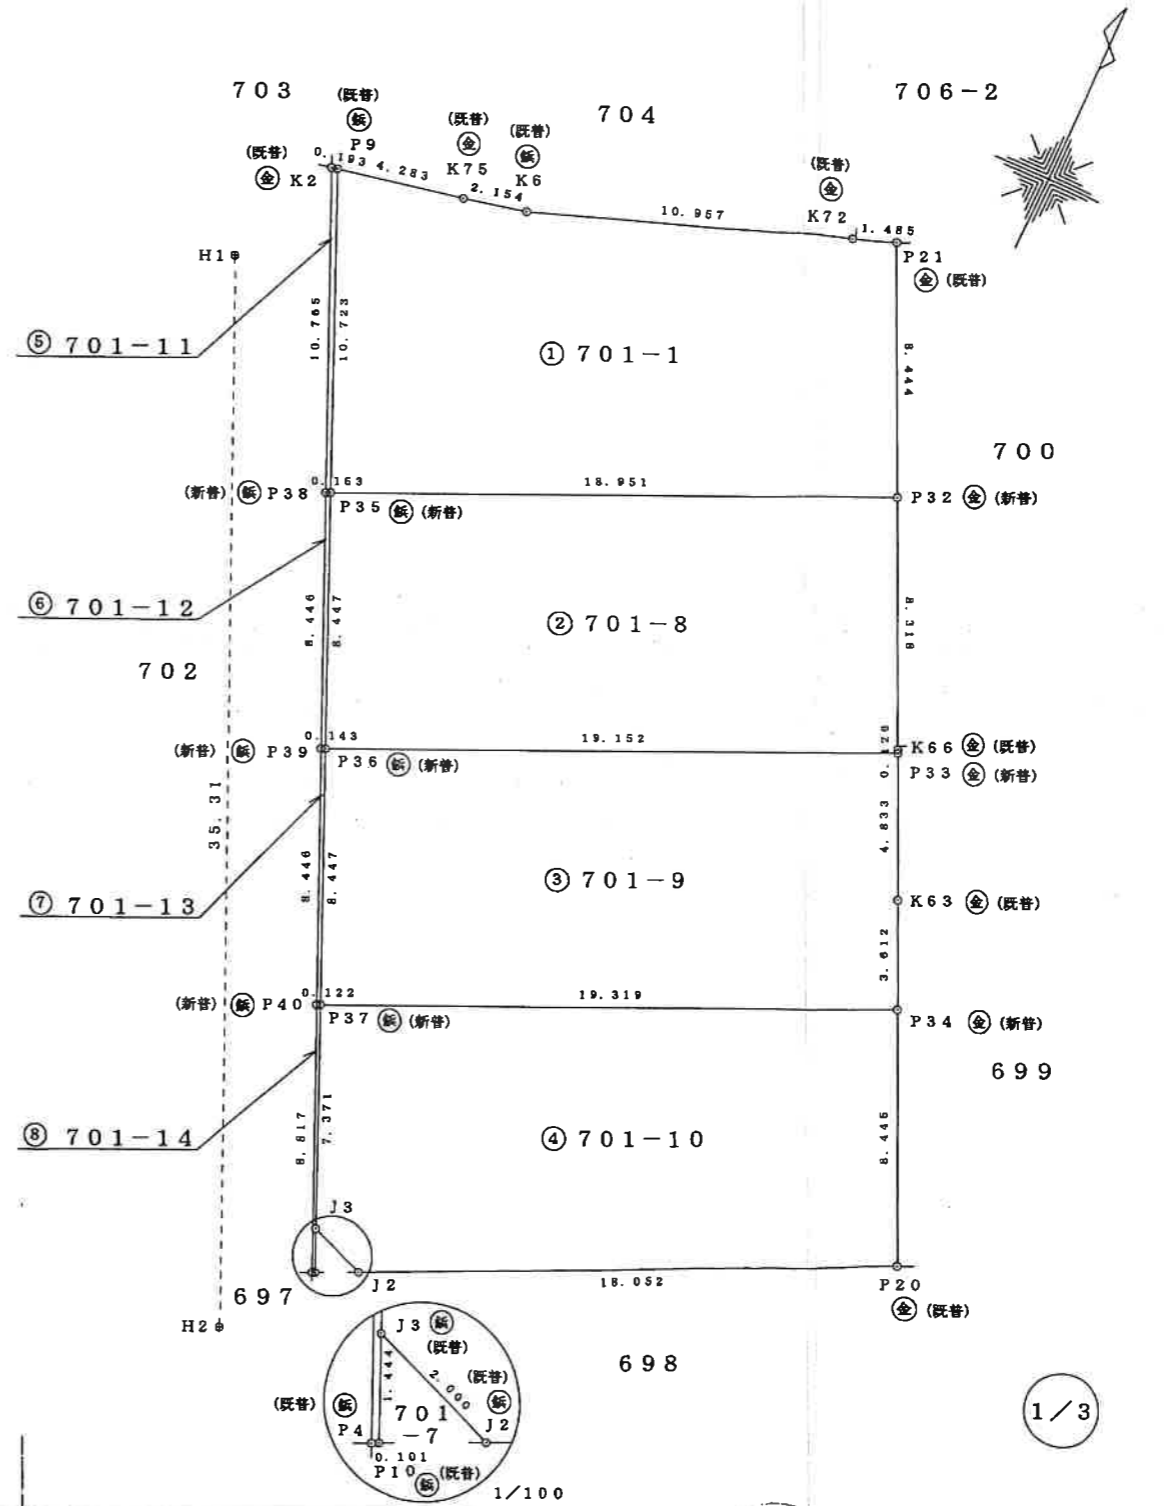 703
(既普)
鋲
P9
704
706-2
(既普)
金 K75
(既普)
鋲 K6
(既普)
金 K2
0.193
4.283
2.154
10.957
(既普)
金
K72
1.485
P21
金 (既普)
H1
⑤ 701-11
10.765
10.723
① 701-1
8.444
700
(新普) 鋲 P38
0.163
P35 鋲 (新普)
18.951
P32 金 (新普)
⑥ 701-12
8.446
8.447
② 701-8
8.318
702
(新普) 鋲 P39
0.143
P36 鋲 (新普)
19.152
K66 金 (既普)
0.126
P33 金 (新普)
35.31
4.833
⑦ 701-13
8.446
8.447
③ 701-9
K63 金 (既普)
3.612
(新普) 鋲 P40
0.122
P37 鋲 (新普)
19.319
P34 金 (新普)
699
⑧ 701-14
8.817
7.371
④ 701-10
8.446
J3
J2
18.052
P20
金 (既普)
697
H2
J3 鋲
(既普)
1.444
2.000
(既普)
鋲
J2
(既普) 鋲
P4
701
-7
0.101
P10 鋲 (既普)
1/100
698
1/3